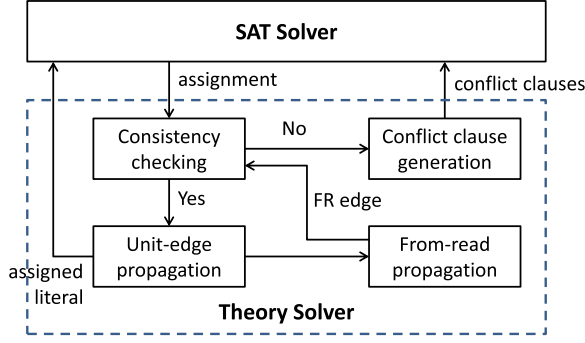 SAT Solver
assignment
conflict clauses
Consistency
checking
No
Conflict clause
generation
Yes
FR edge
Unit-edge
propagation
From-read
propagation
assigned
literal
Theory Solver